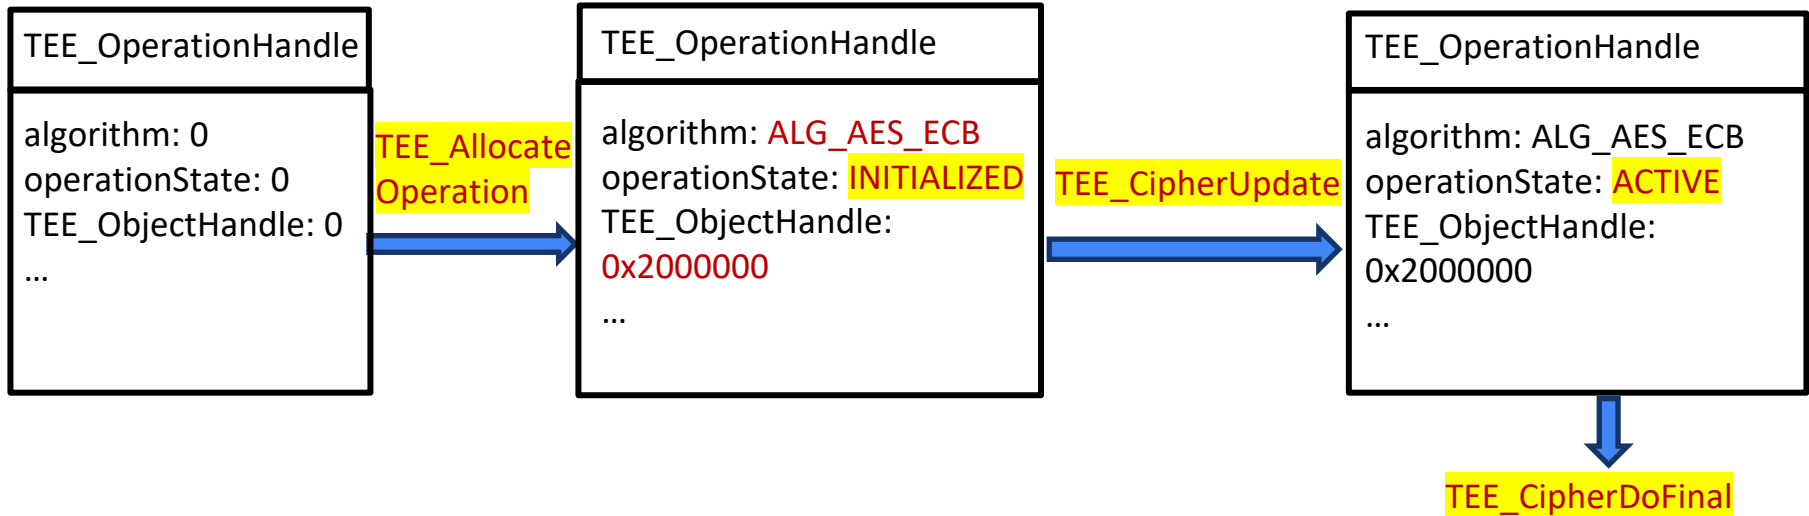 TEE_OperationHandle
algorithm: 0
operationState: 0
TEE_ObjectHandle: 0
...
TEE_Allocate
Operation
TEE_OperationHandle
algorithm: ALG_AES_ECB
operationState: INITIALIZED
TEE_ObjectHandle:
0x2000000
...
TEE_CipherUpdate
TEE_OperationHandle
algorithm: ALG_AES_ECB
operationState: ACTIVE
TEE_ObjectHandle:
0x2000000
...
TEE_CipherDoFinal